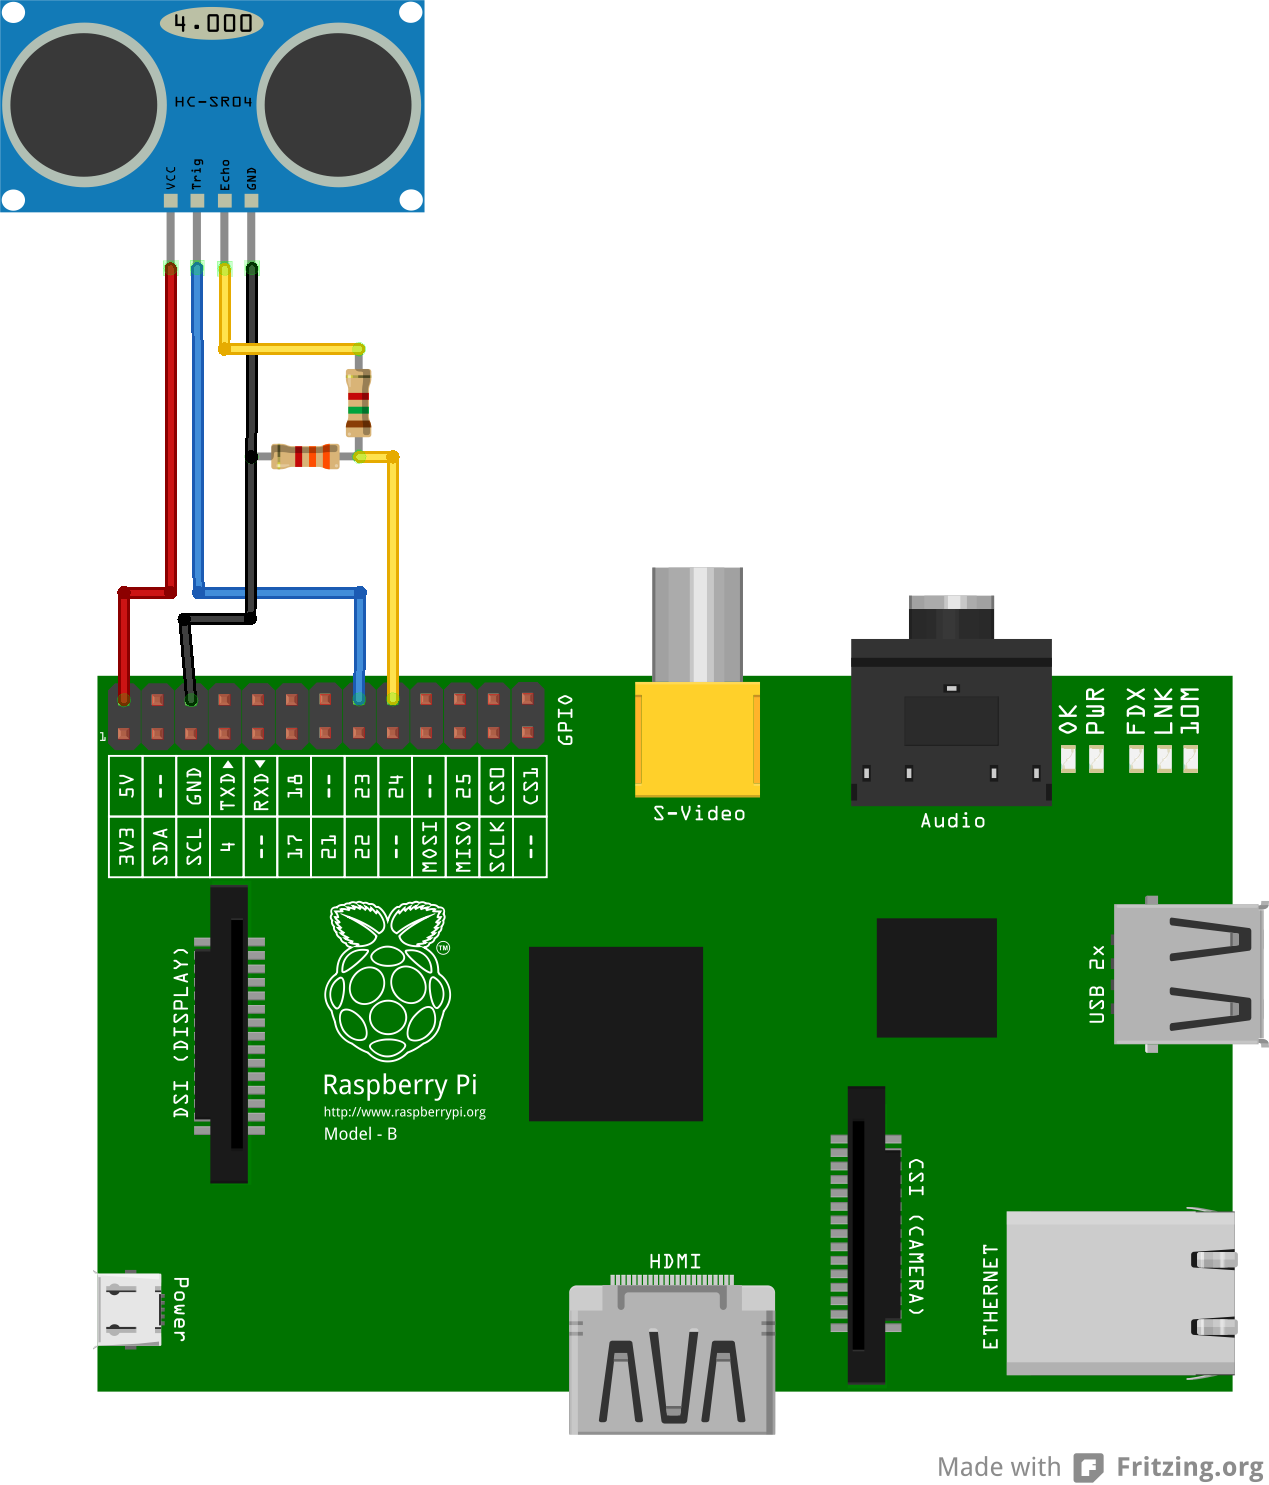 4.000
HC-SR04
VCC Trig Echo GND
GPIO
1
5V -- GND TXD RXD 18 -- 23 24 -- 25 CS0 CS1
3V3 SDA SCL 4 -- 17 21 22 -- MOSI MISO SCLK --
S-Video
Audio
OK PWR FDX LNK 10M
DSI (DISPLAY)
TM
Raspberry Pi
http://www.raspberrypi.org
Model - B
USB 2x
CSI (CAMERA)
Power
HDMI
ETHERNET
Made with Fritzing.org